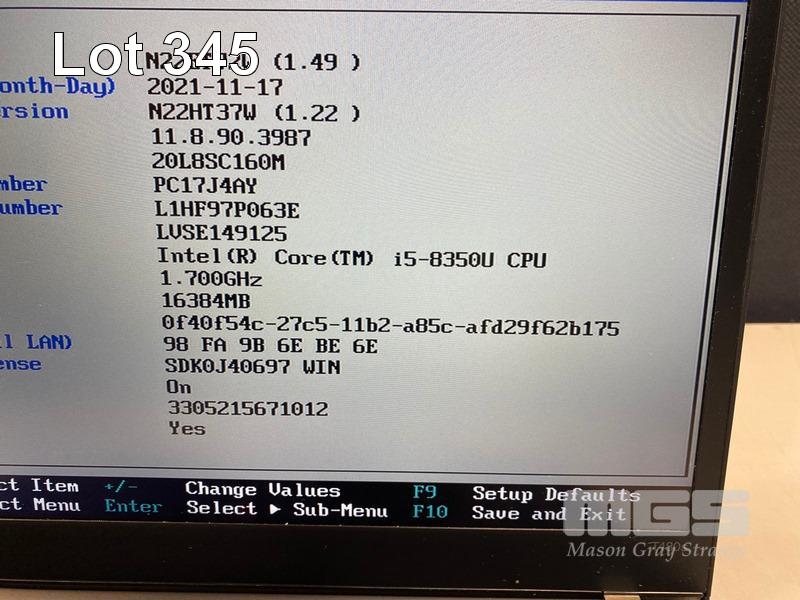 Lot 345
(1.49 )
onth-Day) 2021-11-17
rsion N22HT37W (1.22 )
11.8.90.3987
20L8SC160M
mber PC17J4AY
umber L1HF97P063E
LVSE149125
Intel(R) Core(TM) i5-8350U CPU
1.700GHz
16384MB
0f40f54c-27c5-11b2-a85c-afd29f62b175
l LAN) 98 FA 9B 6E BE 6E
ense SDK0J40697 WIN
On
3305215671012
Yes
ct Item +/- Change Values F9 Setup Defaults
ct Menu Enter Select ▶ Sub-Menu F10 Save and Exit
MGS
Mason Gray Strange